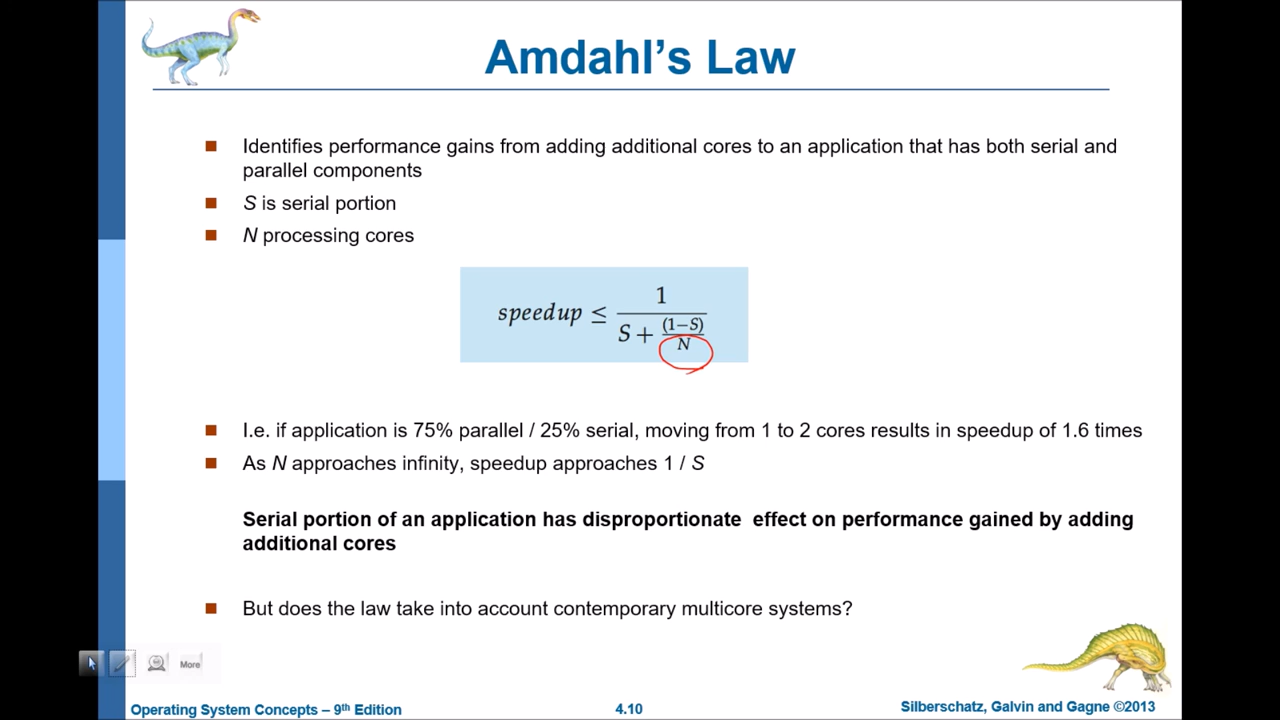 Amdahl's Law
Identifies performance gains from adding additional cores to an application that has both serial and
parallel components
S is serial portion
N processing cores
speedup ≤ 1 / (S + (1−S)/N)
I.e. if application is 75% parallel / 25% serial, moving from 1 to 2 cores results in speedup of 1.6 times
As N approaches infinity, speedup approaches 1 / S
Serial portion of an application has disproportionate effect on performance gained by adding
additional cores
But does the law take into account contemporary multicore systems?
More
Operating System Concepts – 9th Edition
4.10
Silberschatz, Galvin and Gagne ©2013